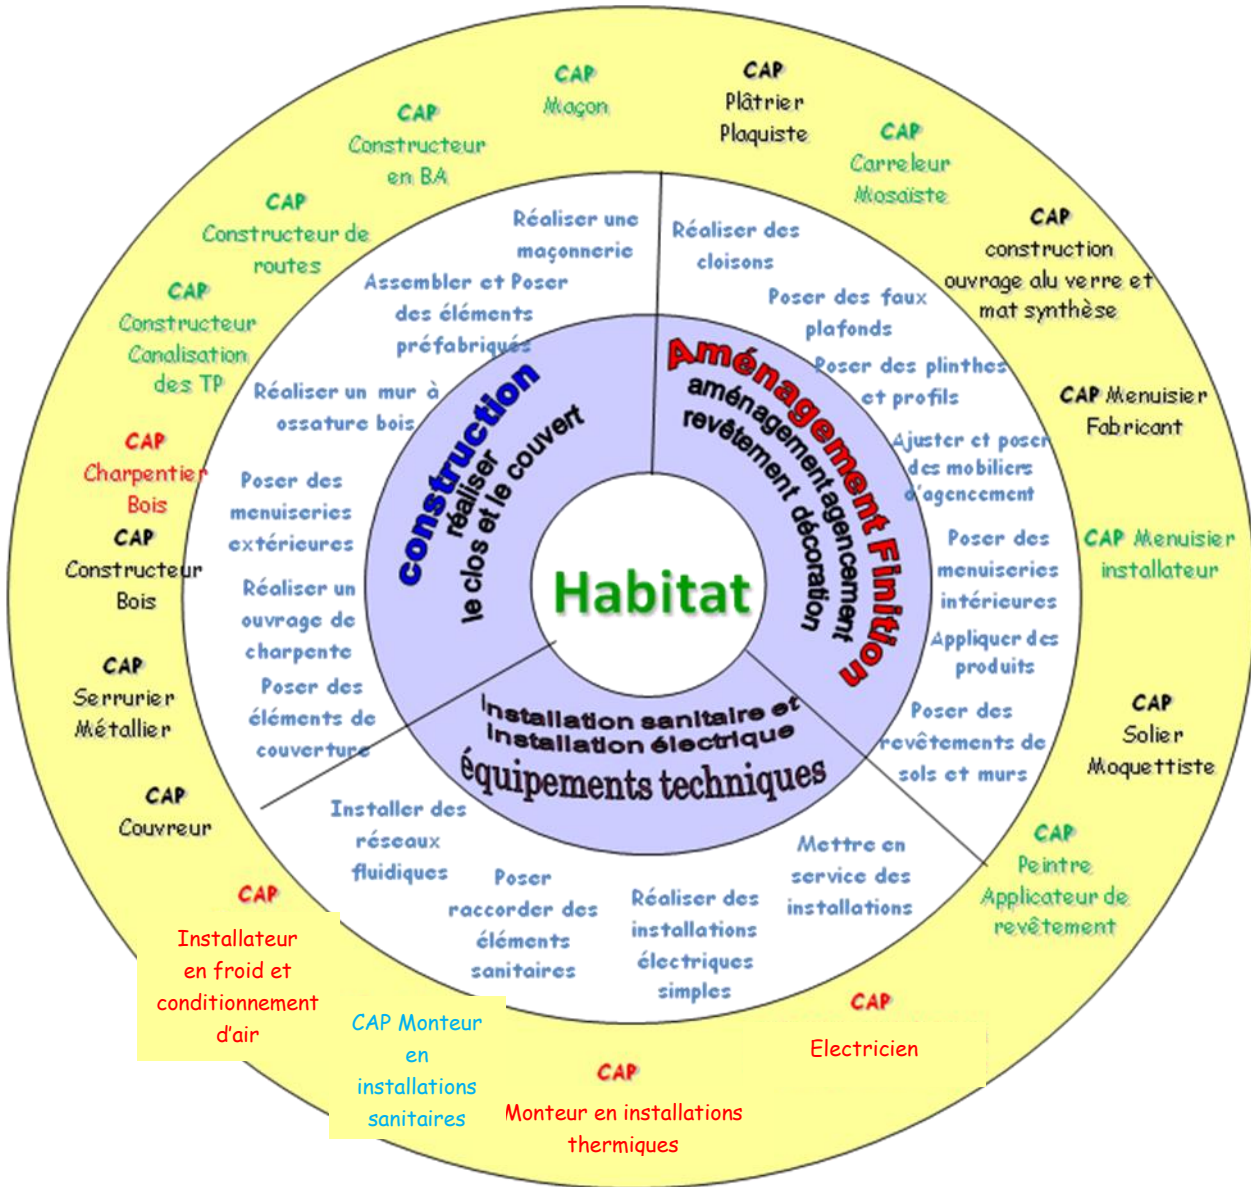 CAP
Maçon
CAP
Plâtrier
Plaquiste
CAP
Constructeur
en BA
CAP
Carreleur
Mosaïste
CAP
Constructeur de
routes
CAP
construction
ouvrage alu verre et
mat synthèse
CAP
Constructeur
Canalisation
des TP
CAP Menuisier
Fabricant
CAP
Charpentier
Bois
CAP Menuisier
installateur
CAP
Constructeur
Bois
CAP
Serrurier
Métallier
CAP
Solier
Moquettiste
CAP
Couvreur
CAP
Peintre
Applicateur de
revêtement
CAP
Installateur
en froid et
conditionnement
d'air
CAP Monteur
en
installations
sanitaires
CAP
Monteur en installations
thermiques
CAP
Electricien
Réaliser une
maçonnerie
Assembler et Poser
des éléments
préfabriqués
Réaliser un mur à
ossature bois
Poser des
menuiseries
extérieures
Réaliser un
ouvrage de
charpente
Poser des
éléments de
couverture
Réaliser des
cloisons
Poser des faux
plafonds
Poser des plinthes
et profils
Ajuster et poser
des mobiliers
d'agencement
Poser des
menuiseries
intérieures
Appliquer des
produits
Poser des
revêtements de
sols et murs
Installer des
réseaux
fluidiques
Poser
raccorder des
éléments
sanitaires
Réaliser des
installations
électriques
simples
Mettre en
service des
installations
construction
réaliser
le clos et le couvert
Aménagement Finition
aménagement agencement
revêtement décoration
Installation sanitaire et
Installation électrique
équipements techniques
Habitat